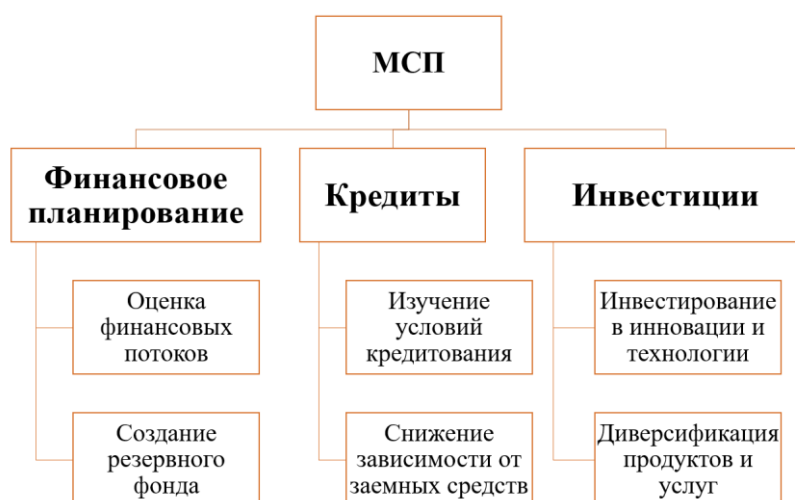 МСП
Финансовое
планирование
Оценка
финансовых
потоков
Создание
резервного
фонда
Кредиты
Изучение
условий
кредитования
Снижение
зависимости от
заемных средств
Инвестиции
Инвестирование
в инновации и
технологии
Диверсификация
продуктов и
услуг